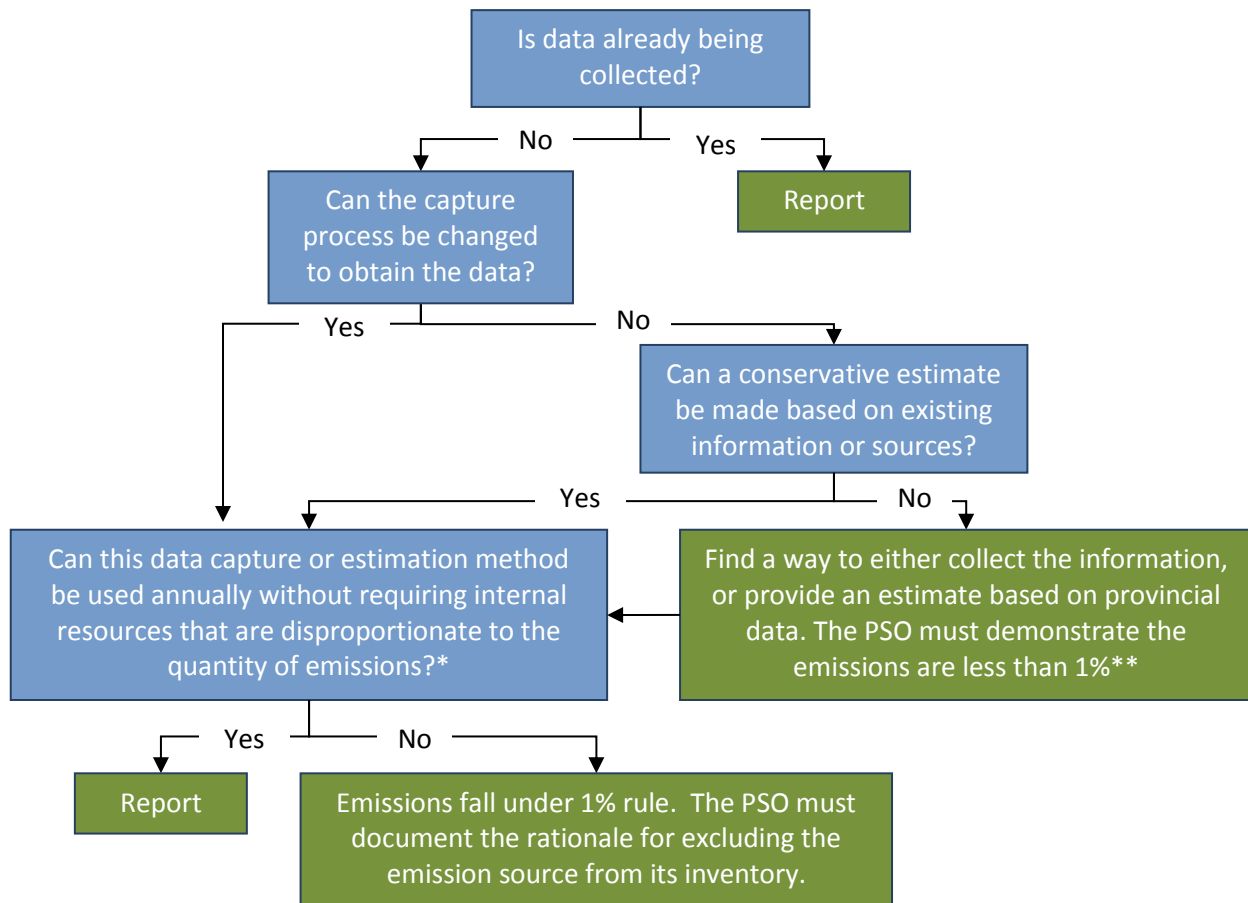 Is data already being
collected?
No
Yes
Can the capture
process be changed
to obtain the data?
Report
Yes
No
Can a conservative estimate
be made based on existing
information or sources?
Yes
No
Can this data capture or estimation method
be used annually without requiring internal
resources that are disproportionate to the
quantity of emissions?*
Find a way to either collect the information,
or provide an estimate based on provincial
data. The PSO must demonstrate the
emissions are less than 1%**
Yes
No
Report
Emissions fall under 1% rule.  The PSO must
document the rationale for excluding the
emission source from its inventory.